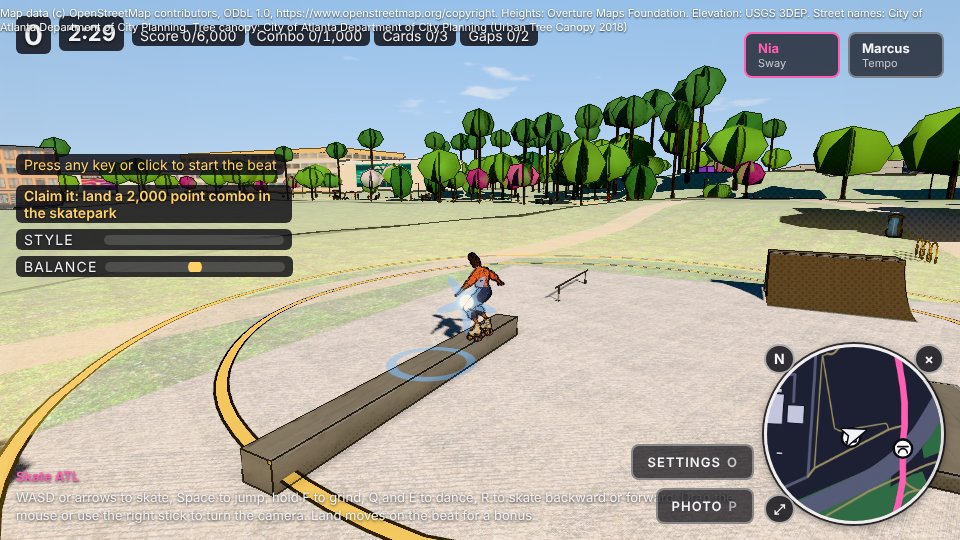 Map data (c) OpenStreetMap contributors, ODbL 1.0, https://www.openstreetmap.org/copyright. Heights: Overture Maps Foundation. Elevation: USGS 3DEP. Street names: City of
Atlanta Department of City Planning. Tree canopy: City of Atlanta Department of City Planning (Urban Tree Canopy 2018)
0
2:29
Score 0/6,000
Combo 0/1,000
Cards 0/3
Gaps 0/2
Nia
Sway
Marcus
Tempo
Press any key or click to start the beat
Claim it: land a 2,000 point combo in
the skatepark
STYLE
BALANCE
N
×
SETTINGS O
PHOTO P
Skate ATL
WASD or arrows to skate, Space to jump, hold F to grind, Q and E to dance, R to skate backward or forward.
mouse or use the right stick to turn the camera. Land moves on the beat for a bonus.